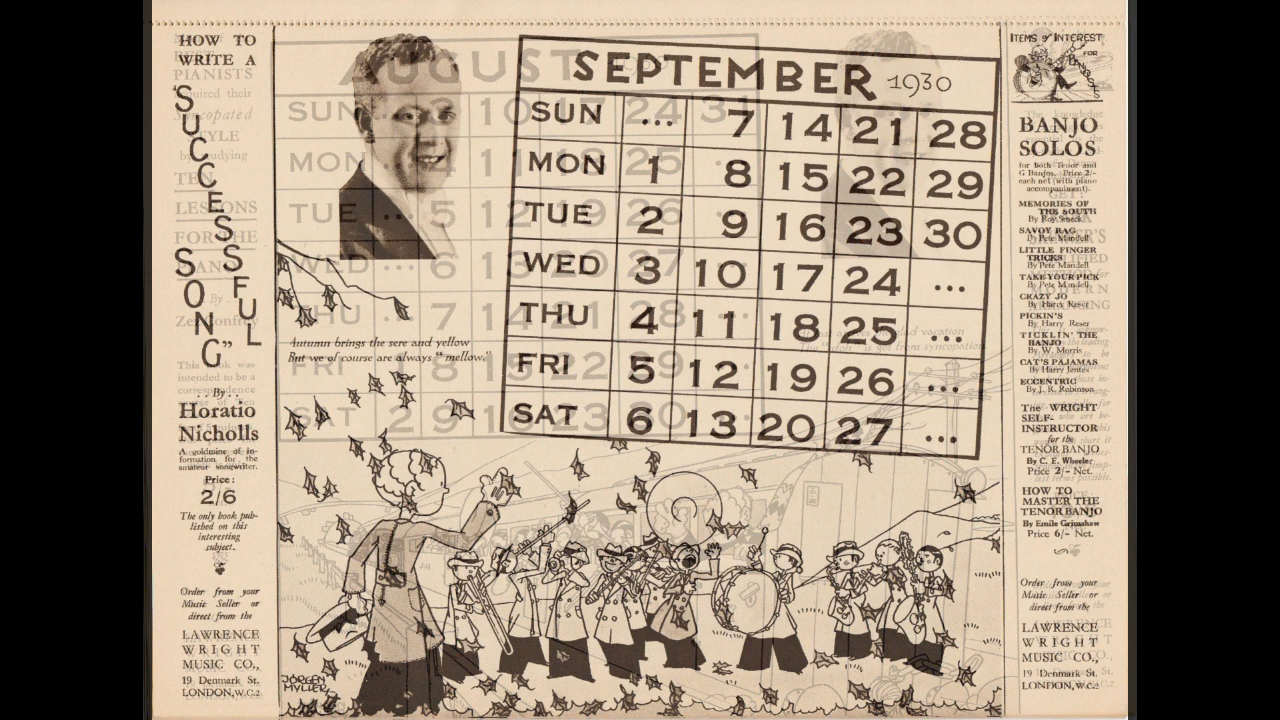 HOW TO
WRITE A
SUCCESSFUL
SONG"
By
Horatio
Nicholls
A goldmine of in-
formation for the
amateur songwriter.
Price:
2/6
The only book pub-
lished on this
interesting
subject.
Order from your
Music Seller or
direct from the
LAWRENCE
WRIGHT
MUSIC CO.,
19 Denmark St.
LONDON, W.C.2
AUGUST
SEPTEMBER 1930
SUN ... 7 14 21 28
MON 1 8 15 22 29
TUE 2 9 16 23 30
WED 3 10 17 24 ...
THU 4 11 18 25 ...
FRI 5 12 19 26 ...
SAT 6 13 20 27 ...
Autumn brings the sere and yellow
But we of course are always "mellow."
JÖRGEN
MÜLLER
ITEMS of INTEREST
FOR
BANJOISTS
BANJO
SOLOS
for both Tenor and
G Banjos. Price 2/-
each net (with piano
accompaniment).
MEMORIES OF
THE SOUTH
By Roy Smeck
SAVOY RAG
By Pete Mandell
LITTLE FINGER
TRICKS
By Pete Mandell
TAKE YOUR PICK
By Pete Mandell
CRAZY JO
By Harry Reser
PICKIN'S
By Harry Reser
TICKLIN' THE
BANJO
By W. Morris
CAT'S PAJAMAS
By Harry Jentes
ECCENTRIC
By J. R. Robinson
The WRIGHT
SELF-
INSTRUCTOR
for the
TENOR BANJO
By C. E. Wheeler
Price 2/- Net.
HOW TO
MASTER THE
TENOR BANJO
By Emile Grimshaw
Price 6/- Net.
Order from your
Music Seller or
direct from the
LAWRENCE
WRIGHT
MUSIC CO.,
19 Denmark St.
LONDON, W.C.2